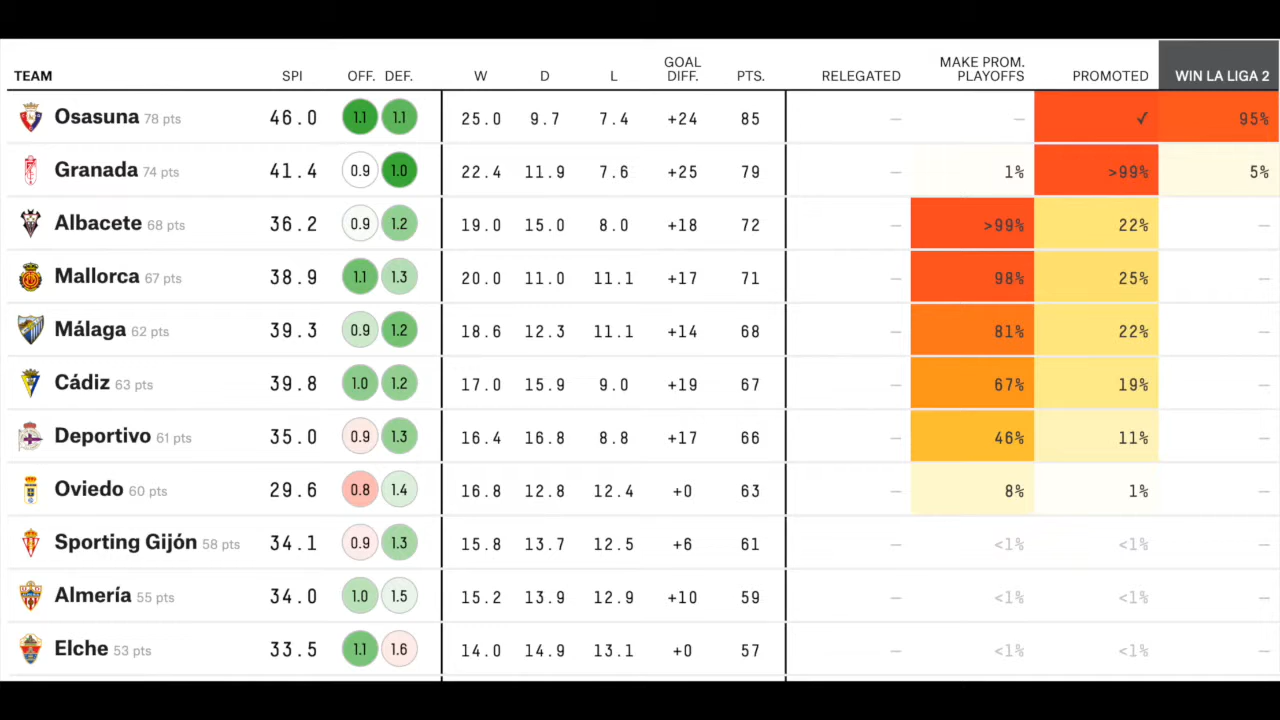 TEAM SPI OFF. DEF. W D L GOAL DIFF. PTS. RELEGATED MAKE PROM. PLAYOFFS PROMOTED WIN LA LIGA 2
Osasuna 78 pts 46.0 1.1 1.1 25.0 9.7 7.4 +24 85 — — ✓ 95%
Granada 74 pts 41.4 0.9 1.0 22.4 11.9 7.6 +25 79 — 1% >99% 5%
Albacete 68 pts 36.2 0.9 1.2 19.0 15.0 8.0 +18 72 — >99% 22% —
Mallorca 67 pts 38.9 1.1 1.3 20.0 11.0 11.1 +17 71 — 98% 25% —
Málaga 62 pts 39.3 0.9 1.2 18.6 12.3 11.1 +14 68 — 81% 22% —
Cádiz 63 pts 39.8 1.0 1.2 17.0 15.9 9.0 +19 67 — 67% 19% —
Deportivo 61 pts 35.0 0.9 1.3 16.4 16.8 8.8 +17 66 — 46% 11% —
Oviedo 60 pts 29.6 0.8 1.4 16.8 12.8 12.4 +0 63 — 8% 1% —
Sporting Gijón 58 pts 34.1 0.9 1.3 15.8 13.7 12.5 +6 61 — <1% <1% —
Almería 55 pts 34.0 1.0 1.5 15.2 13.9 12.9 +10 59 — <1% <1% —
Elche 53 pts 33.5 1.1 1.6 14.0 14.9 13.1 +0 57 — <1% <1% —